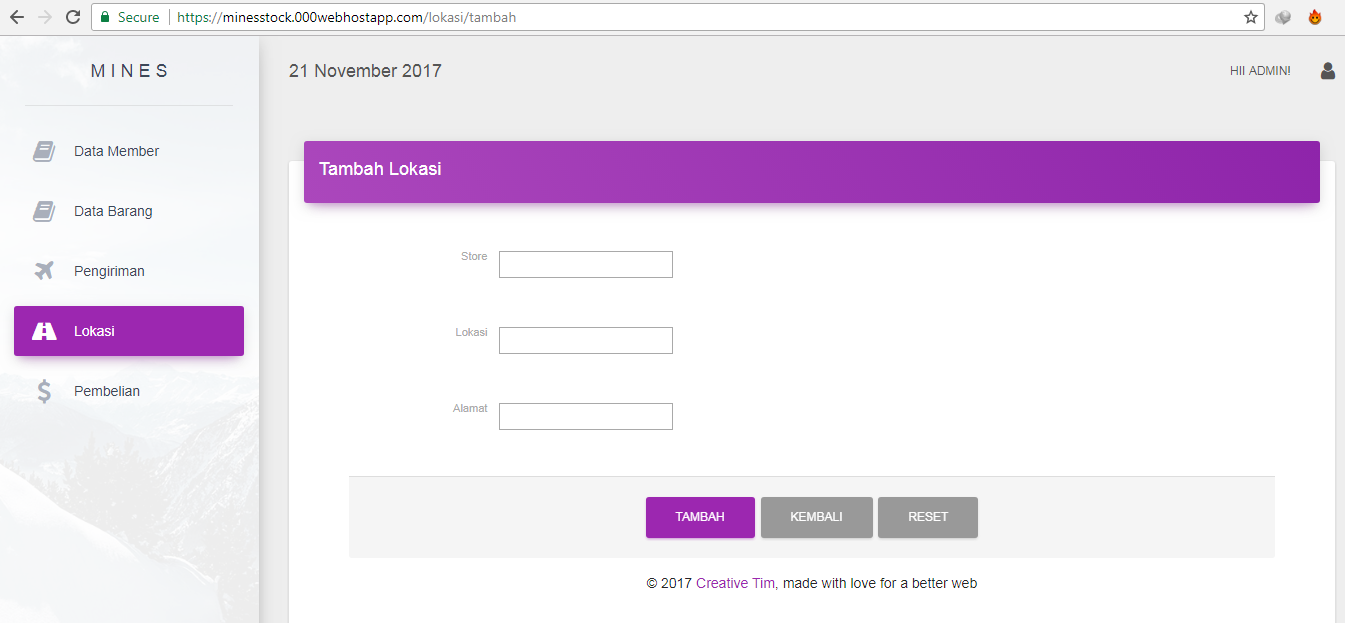 Secure https://minesstock.000webhostapp.com/lokasi/tambah
MINES
Data Member
Data Barang
Pengiriman
Lokasi
Pembelian
21 November 2017
HII ADMIN!
Tambah Lokasi
Store
Lokasi
Alamat
TAMBAH
KEMBALI
RESET
© 2017 Creative Tim, made with love for a better web